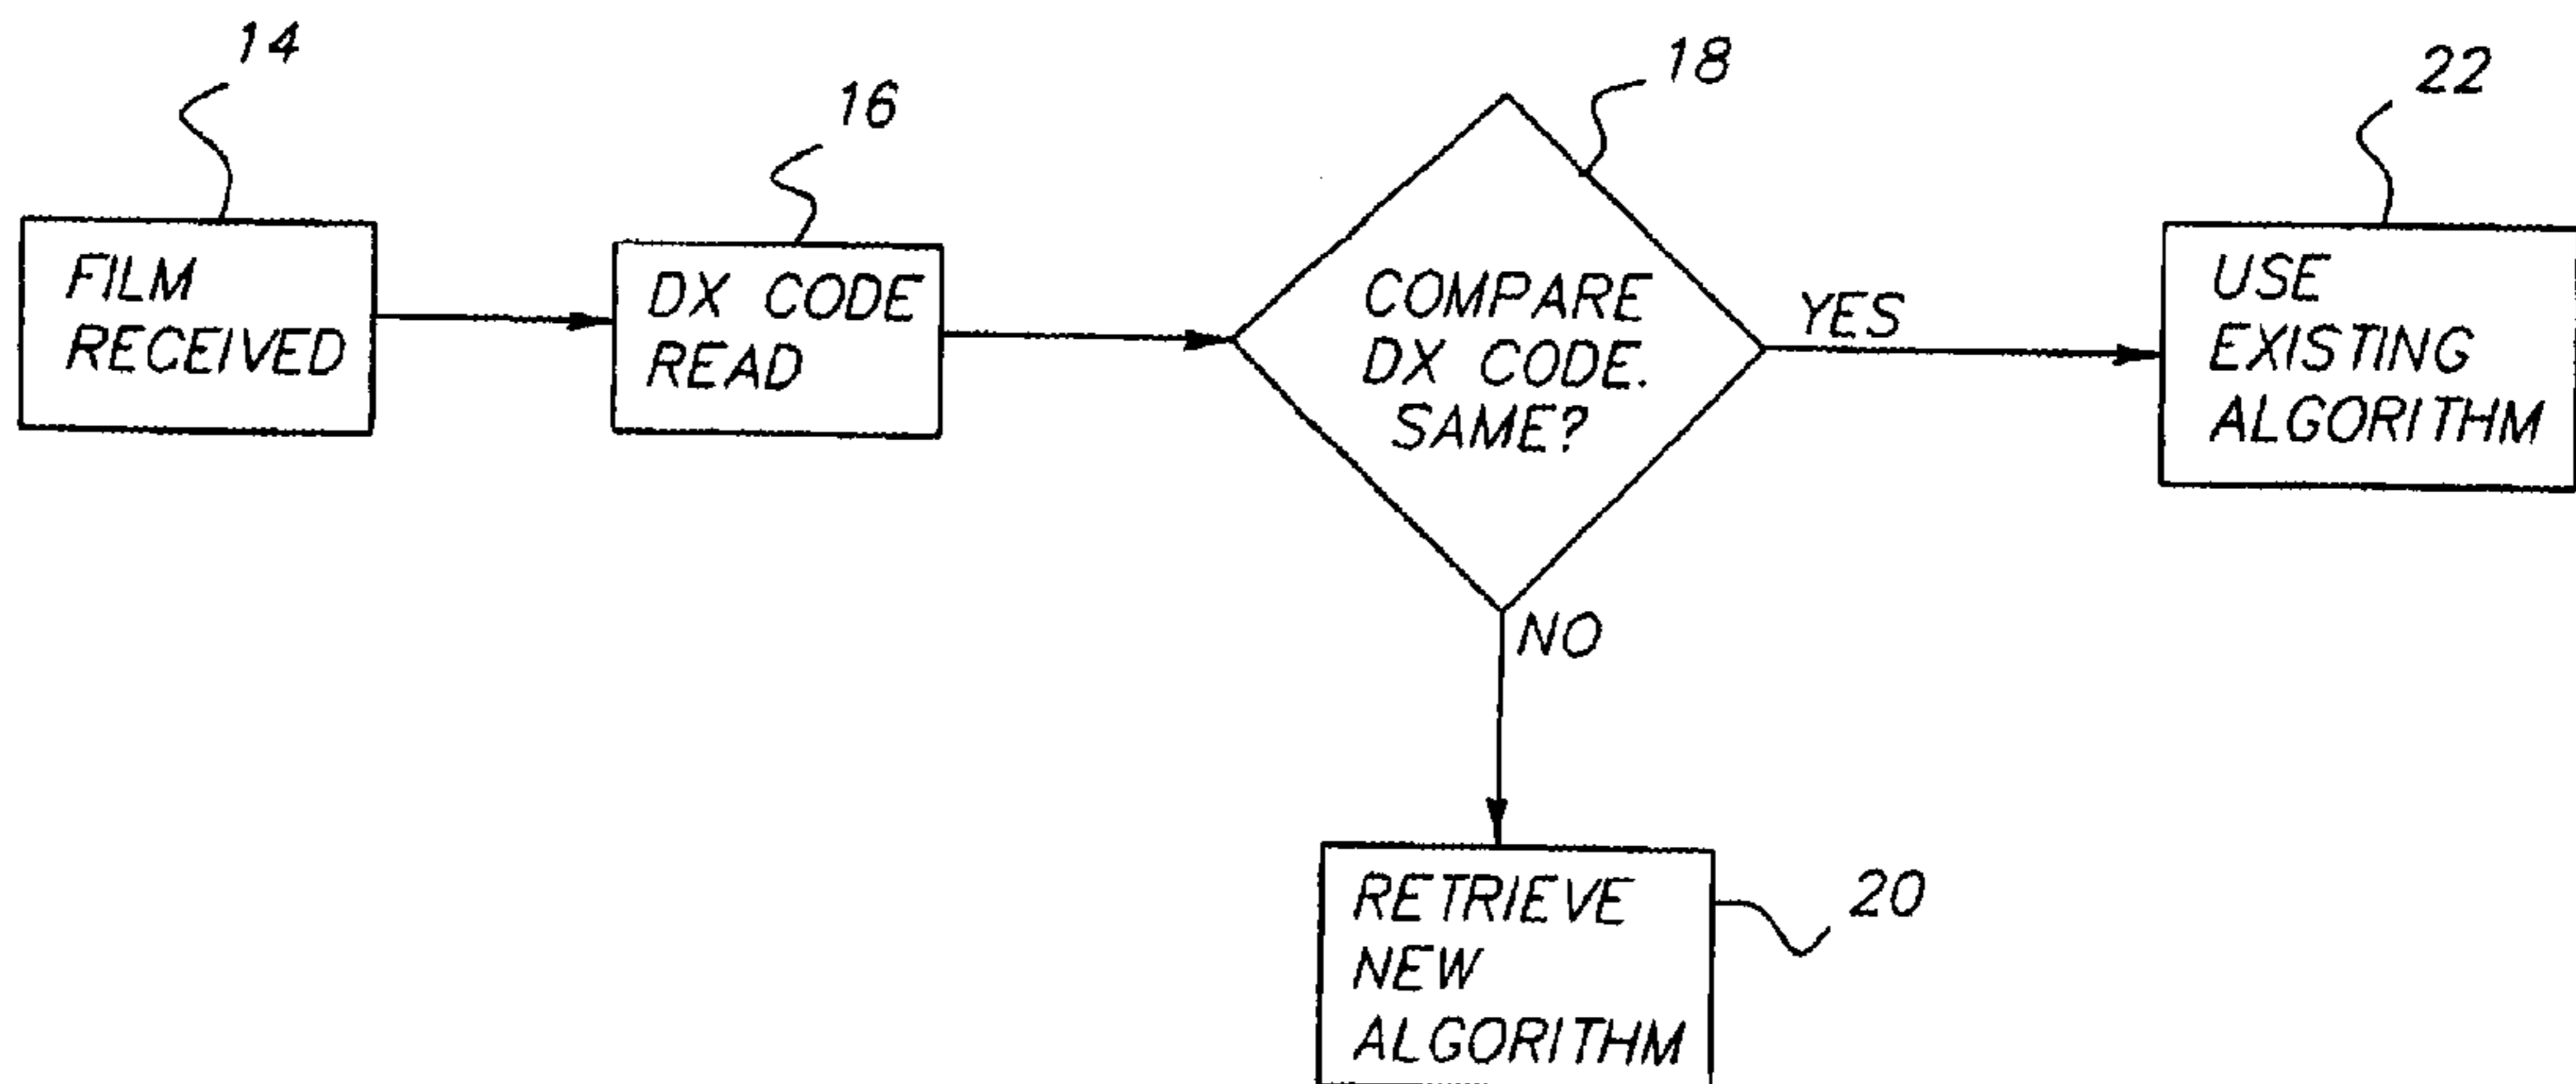 14
FILM
RECEIVED
16
DX CODE
READ
18
COMPARE
DX CODE.
SAME?
YES
22
USE
EXISTING
ALGORITHM
NO
20
RETRIEVE
NEW
ALGORITHM